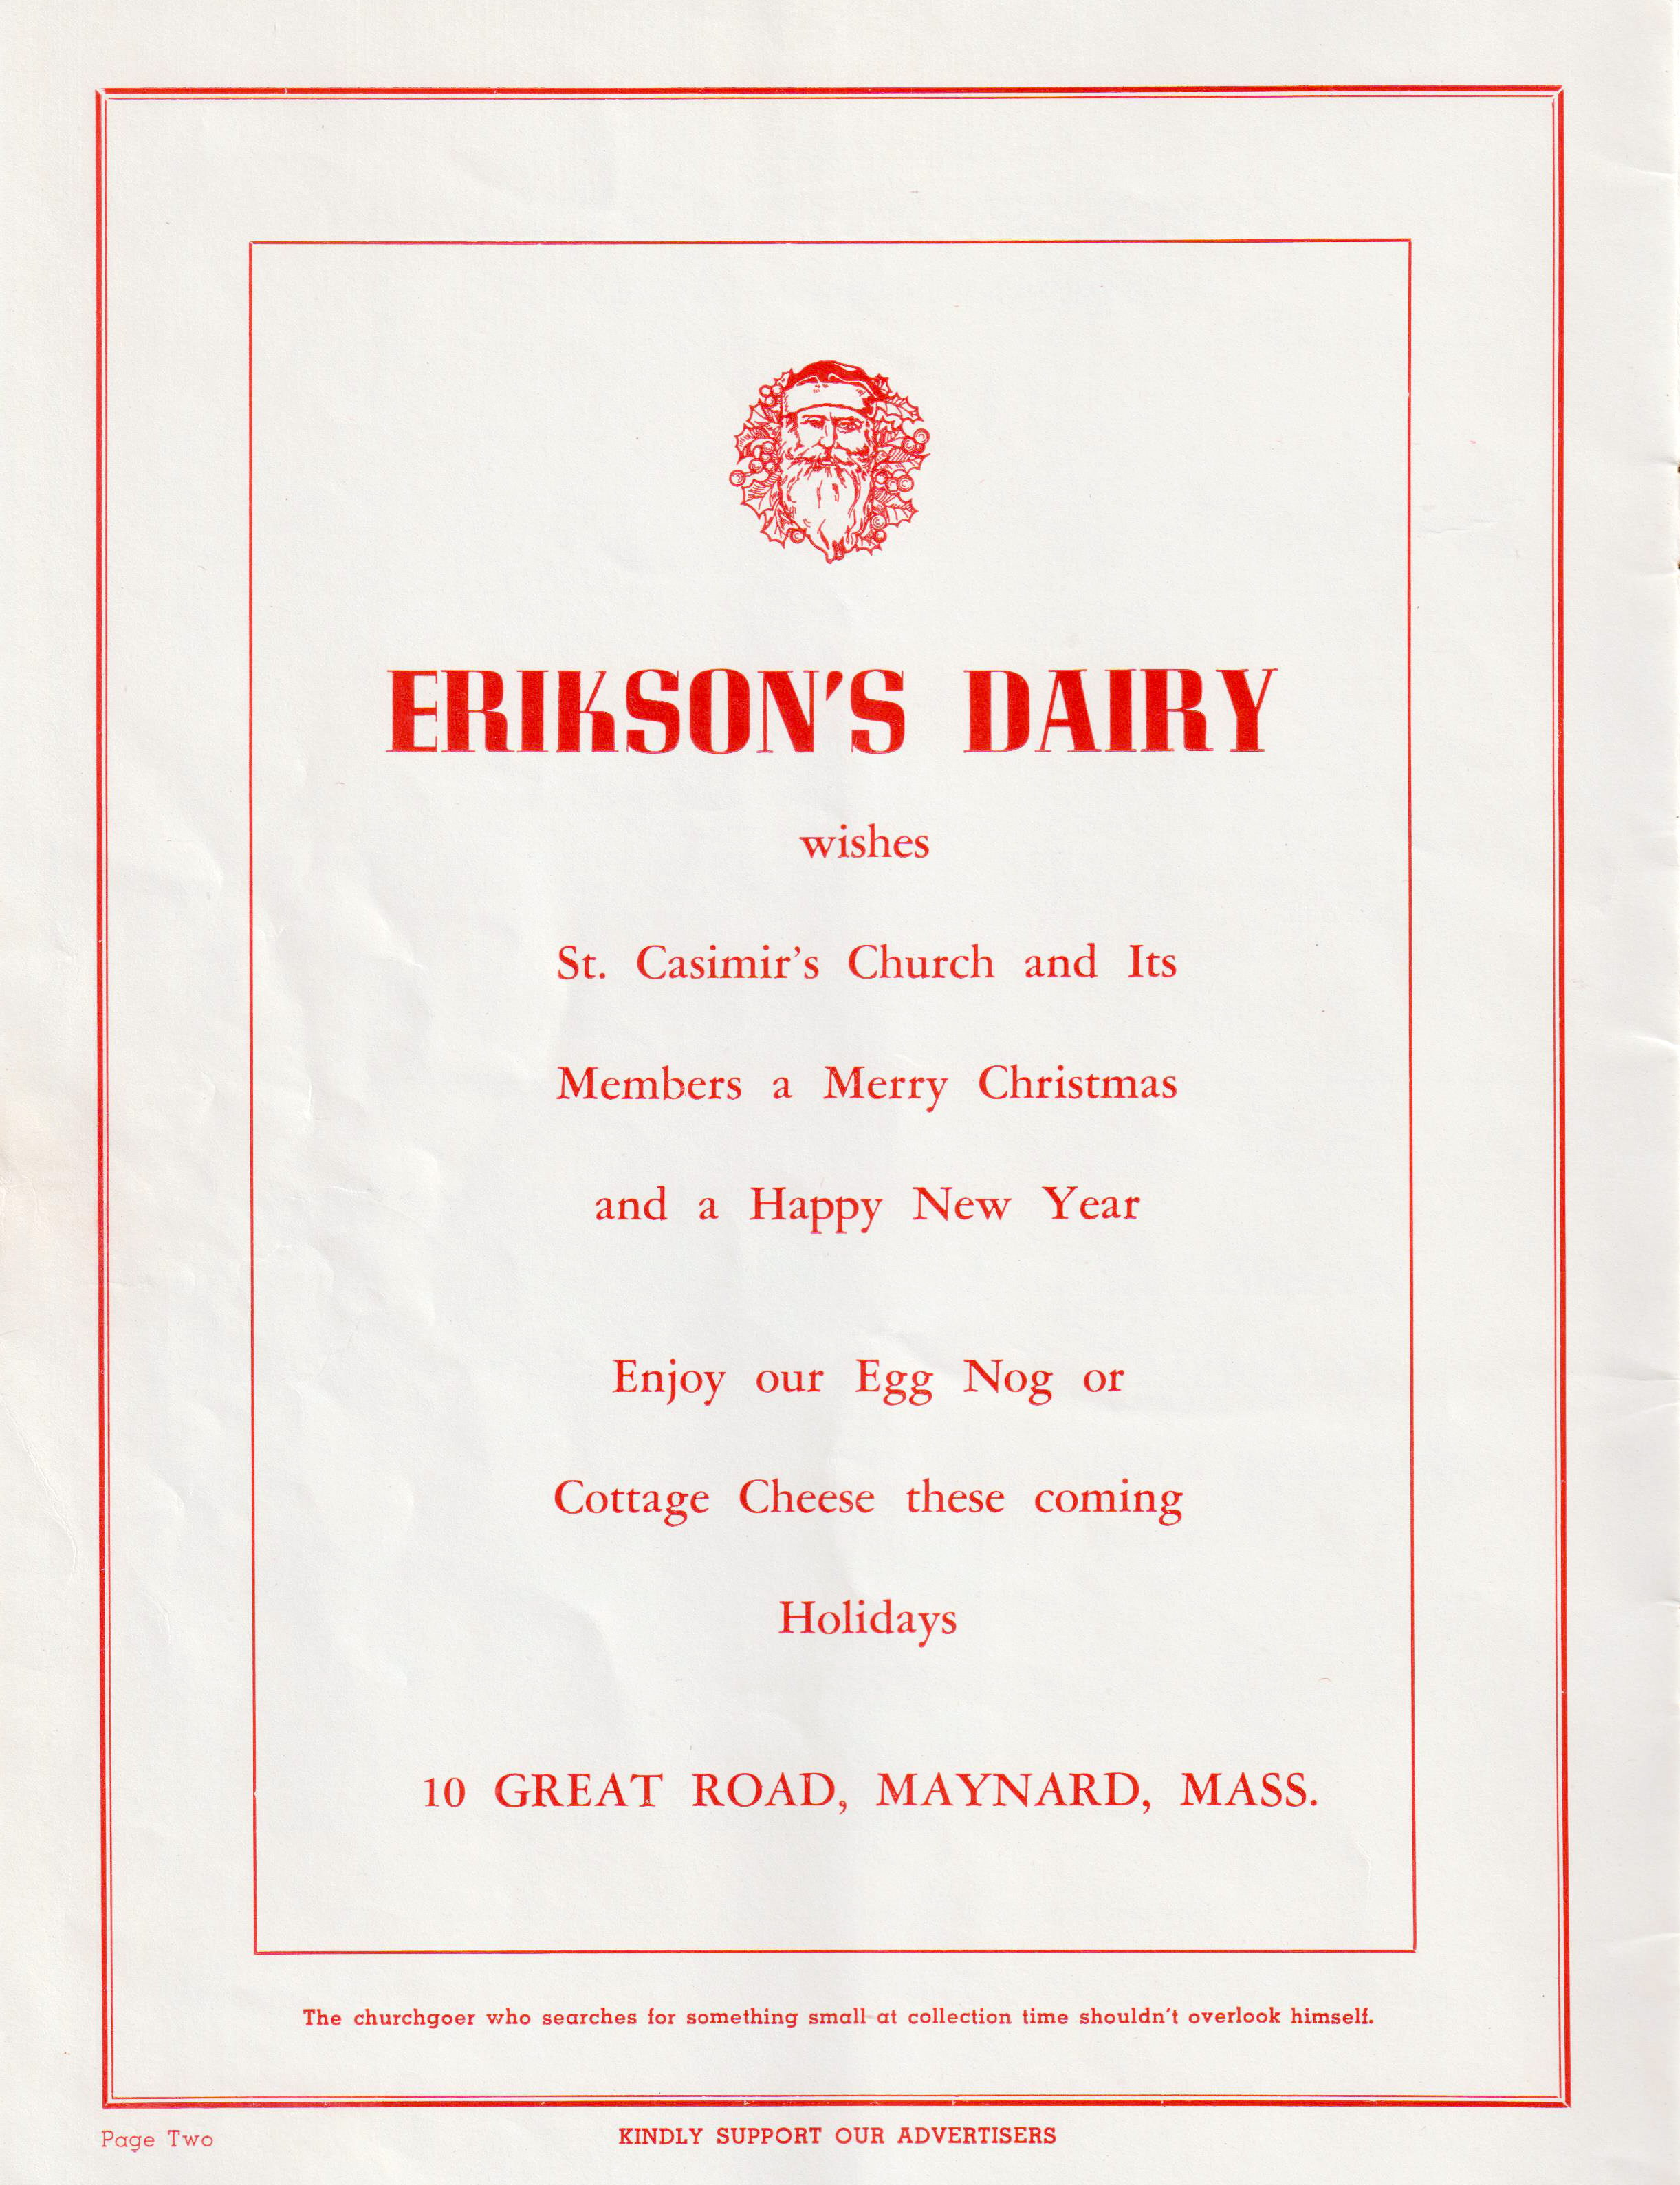 ERIKSON'S DAIRY
wishes
St. Casimir's Church and Its
Members a Merry Christmas
and a Happy New Year
Enjoy our Egg Nog or
Cottage Cheese these coming
Holidays
10 GREAT ROAD, MAYNARD, MASS.
The churchgoer who searches for something small at collection time shouldn't overlook himself.
Page Two
KINDLY SUPPORT OUR ADVERTISERS